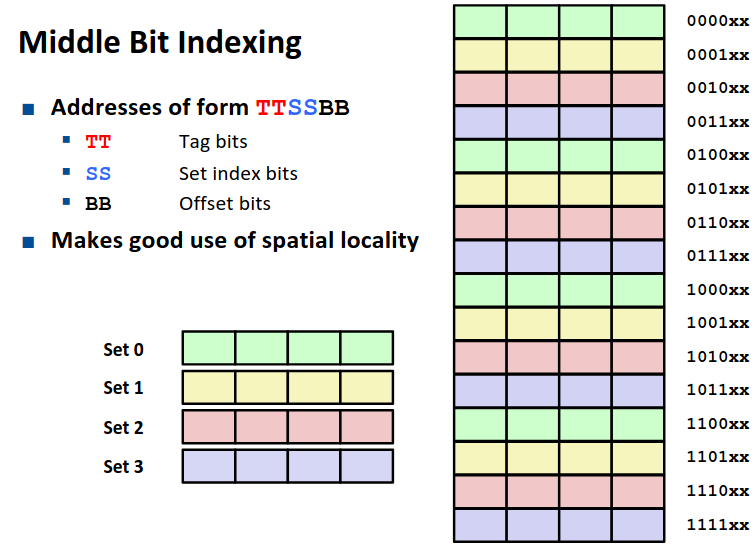 Middle Bit Indexing
■ Addresses of form TTSSBB
■ TT Tag bits
■ SS Set index bits
■ BB Offset bits
■ Makes good use of spatial locality
Set 0
Set 1
Set 2
Set 3
0000xx
0001xx
0010xx
0011xx
0100xx
0101xx
0110xx
0111xx
1000xx
1001xx
1010xx
1011xx
1100xx
1101xx
1110xx
1111xx